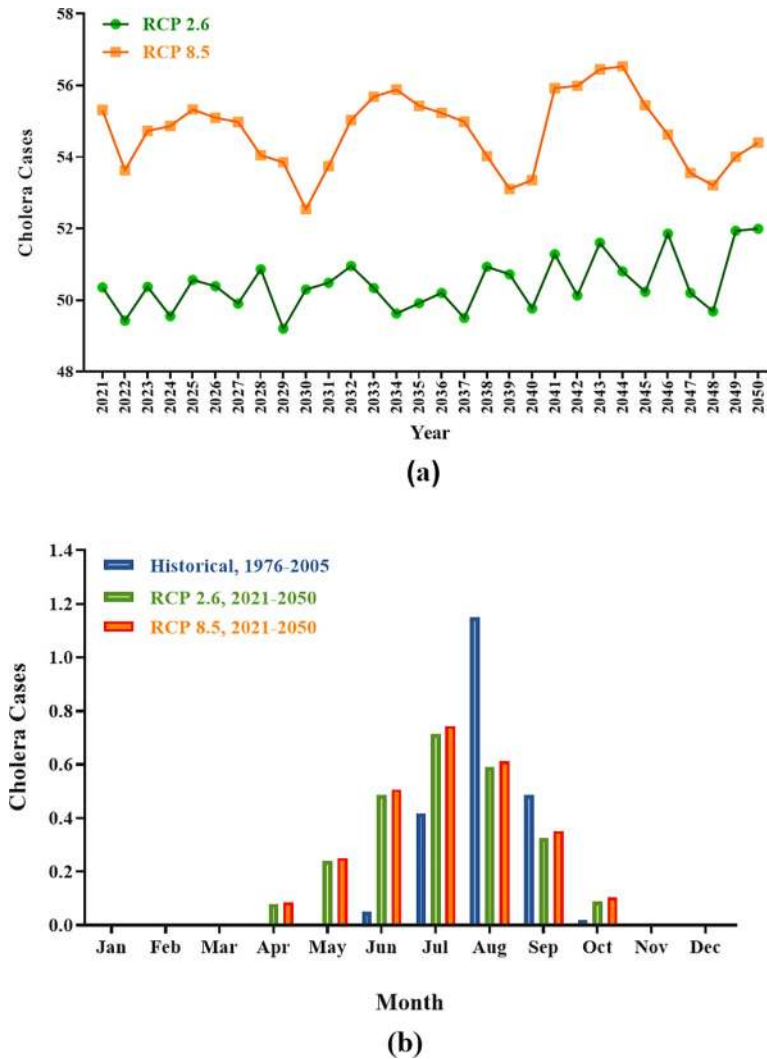 58
RCP 2.6
RCP 8.5
56
54
52
50
48
Cholera Cases
2021 2022 2023 2024 2025 2026 2027 2028 2029 2030 2031 2032 2033 2034 2035 2036 2037 2038 2039 2040 2041 2042 2043 2044 2045 2046 2047 2048 2049 2050
Year
(a)
1.4
Historical, 1976-2005
RCP 2.6, 2021-2050
RCP 8.5, 2021-2050
1.2
1.0
0.8
0.6
0.4
0.2
0.0
Cholera Cases
Jan Feb Mar Apr May Jun Jul Aug Sep Oct Nov Dec
Month
(b)